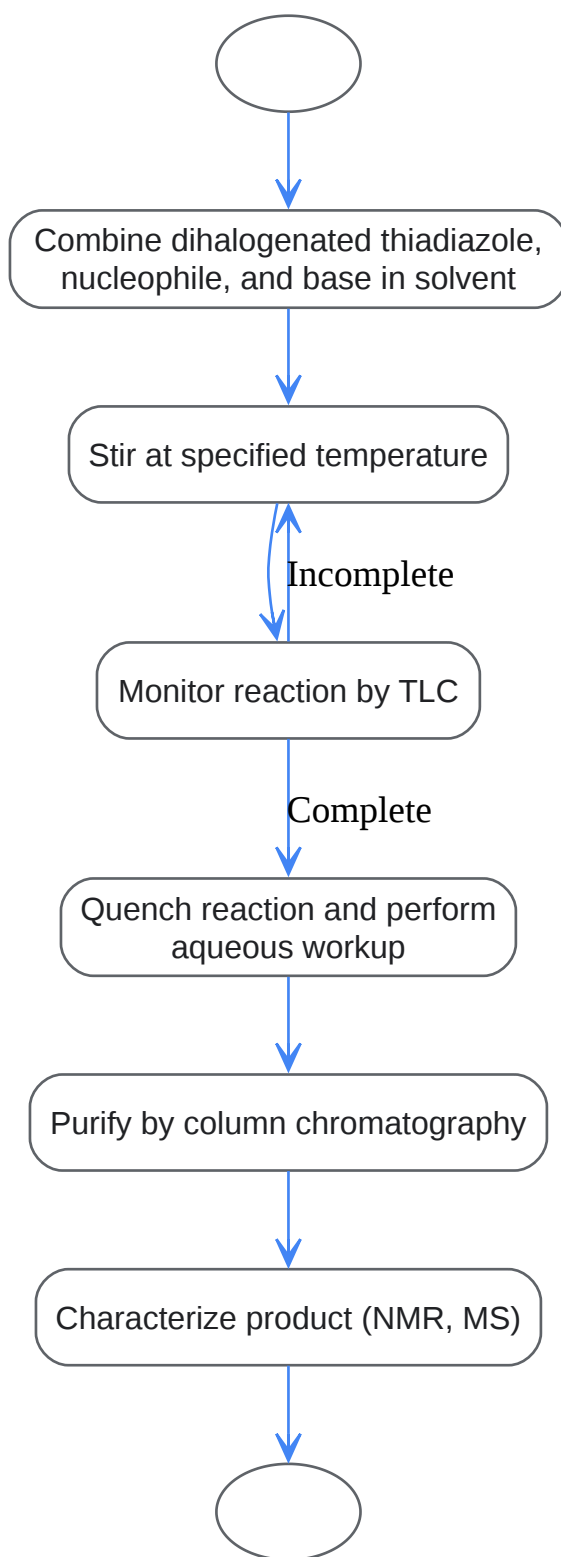 Combine dihalogenated thiadiazole,
nucleophile, and base in solvent
Stir at specified temperature
Incomplete
Monitor reaction by TLC
Complete
Quench reaction and perform
aqueous workup
Purify by column chromatography
Characterize product (NMR, MS)